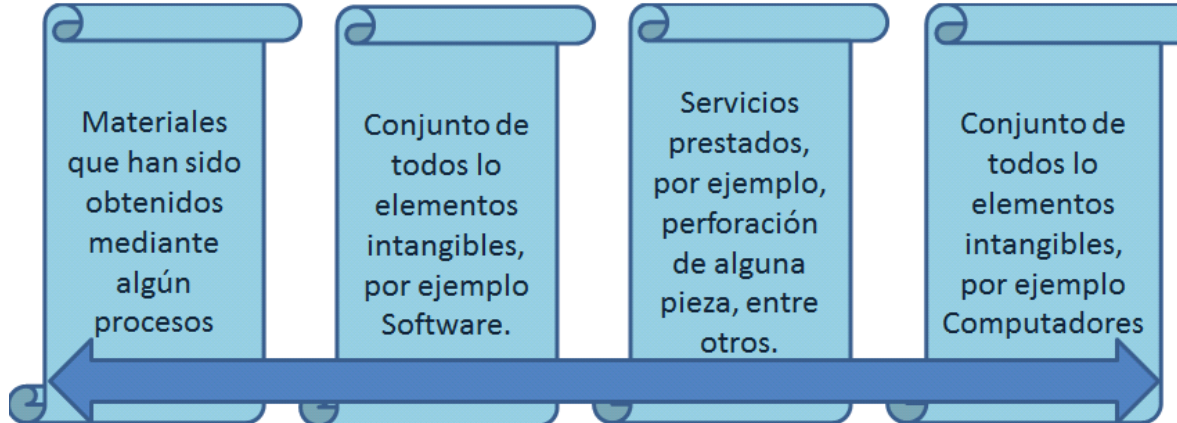 Materiales
que han sido
obtenidos
mediante
algún
procesos
Conjunto de
todos lo
elementos
intangibles,
por ejemplo
Software.
Servicios
prestados,
por ejemplo,
perforación
de alguna
pieza, entre
otros.
Conjunto de
todos lo
elementos
intangibles,
por ejemplo
Computadores